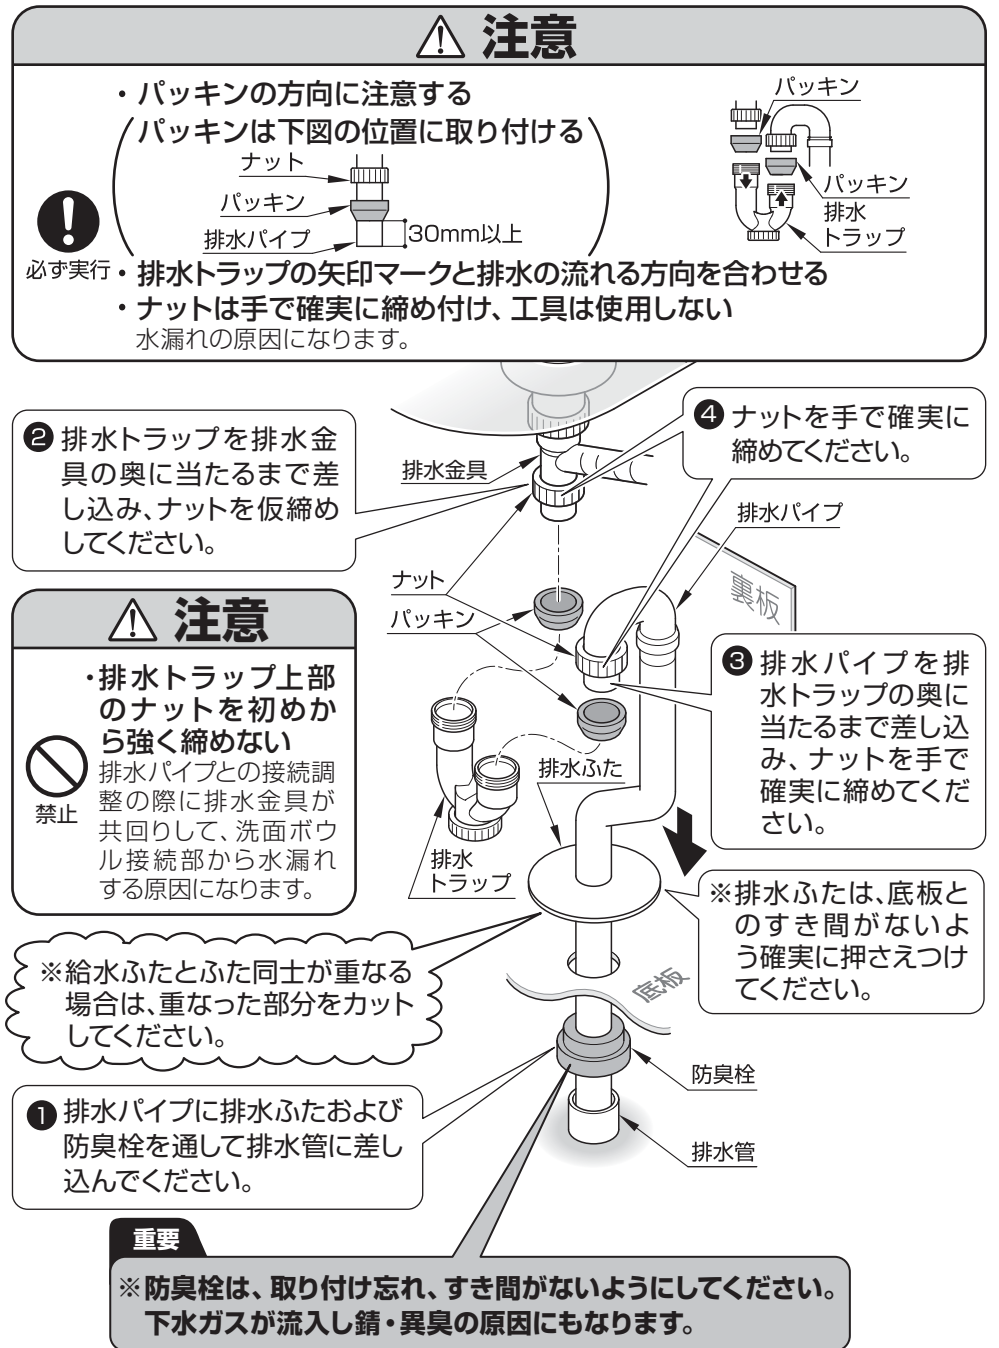 注意
・パッキンの方向に注意する
パッキンは下図の位置に取り付ける
ナット
パッキン
排水パイプ
30mm以上
パッキン
パッキン
排水
トラップ
必ず実行
・排水トラップの矢印マークと排水の流れる方向を合わせる
・ナットは手で確実に締め付け、工具は使用しない
水漏れの原因になります。
❷ 排水トラップを排水金
具の奥に当たるまで差
し込み、ナットを仮締め
してください。
排水金具
❹ ナットを手で確実に
締めてください。
排水パイプ
裏板
ナット
パッキン
注意
・排水トラップ上部
のナットを初めか
ら強く締めない
排水パイプとの接続調
整の際に排水金具が
共回りして、洗面ボウ
ル接続部から水漏れ
する原因になります。
禁止
❸ 排水パイプを排
水トラップの奥に
当たるまで差し込
み、ナットを手で
確実に締めてくだ
さい。
排水ふた
排水
トラップ
※排水ふたは、底板と
のすき間がないよ
う確実に押さえつけ
てください。
※給水ふたとふた同士が重なる
場合は、重なった部分をカット
してください。
底板
防臭栓
排水管
❶ 排水パイプに排水ふたおよび
防臭栓を通して排水管に差し
込んでください。
重要
※防臭栓は、取り付け忘れ、すき間がないようにしてください。
下水ガスが流入し錆・異臭の原因にもなります。